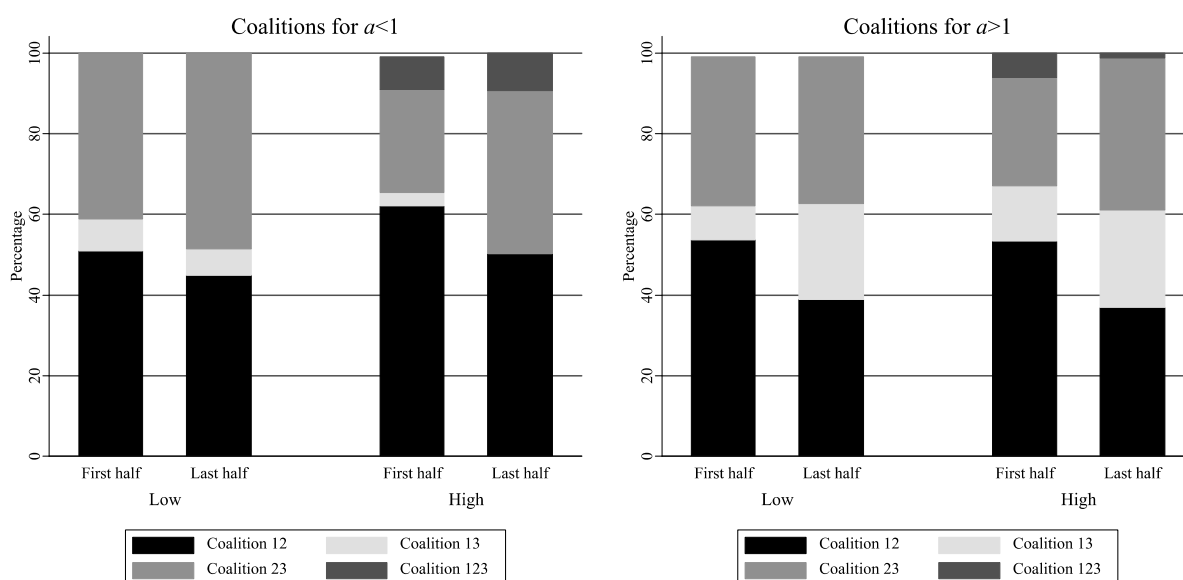 Coalitions for a<1
Percentage
100
80
60
40
20
0
First half Last half First half Last half
Low High
Coalition 12 Coalition 13
Coalition 23 Coalition 123
Coalitions for a>1
Percentage
100
80
60
40
20
0
First half Last half First half Last half
Low High
Coalition 12 Coalition 13
Coalition 23 Coalition 123